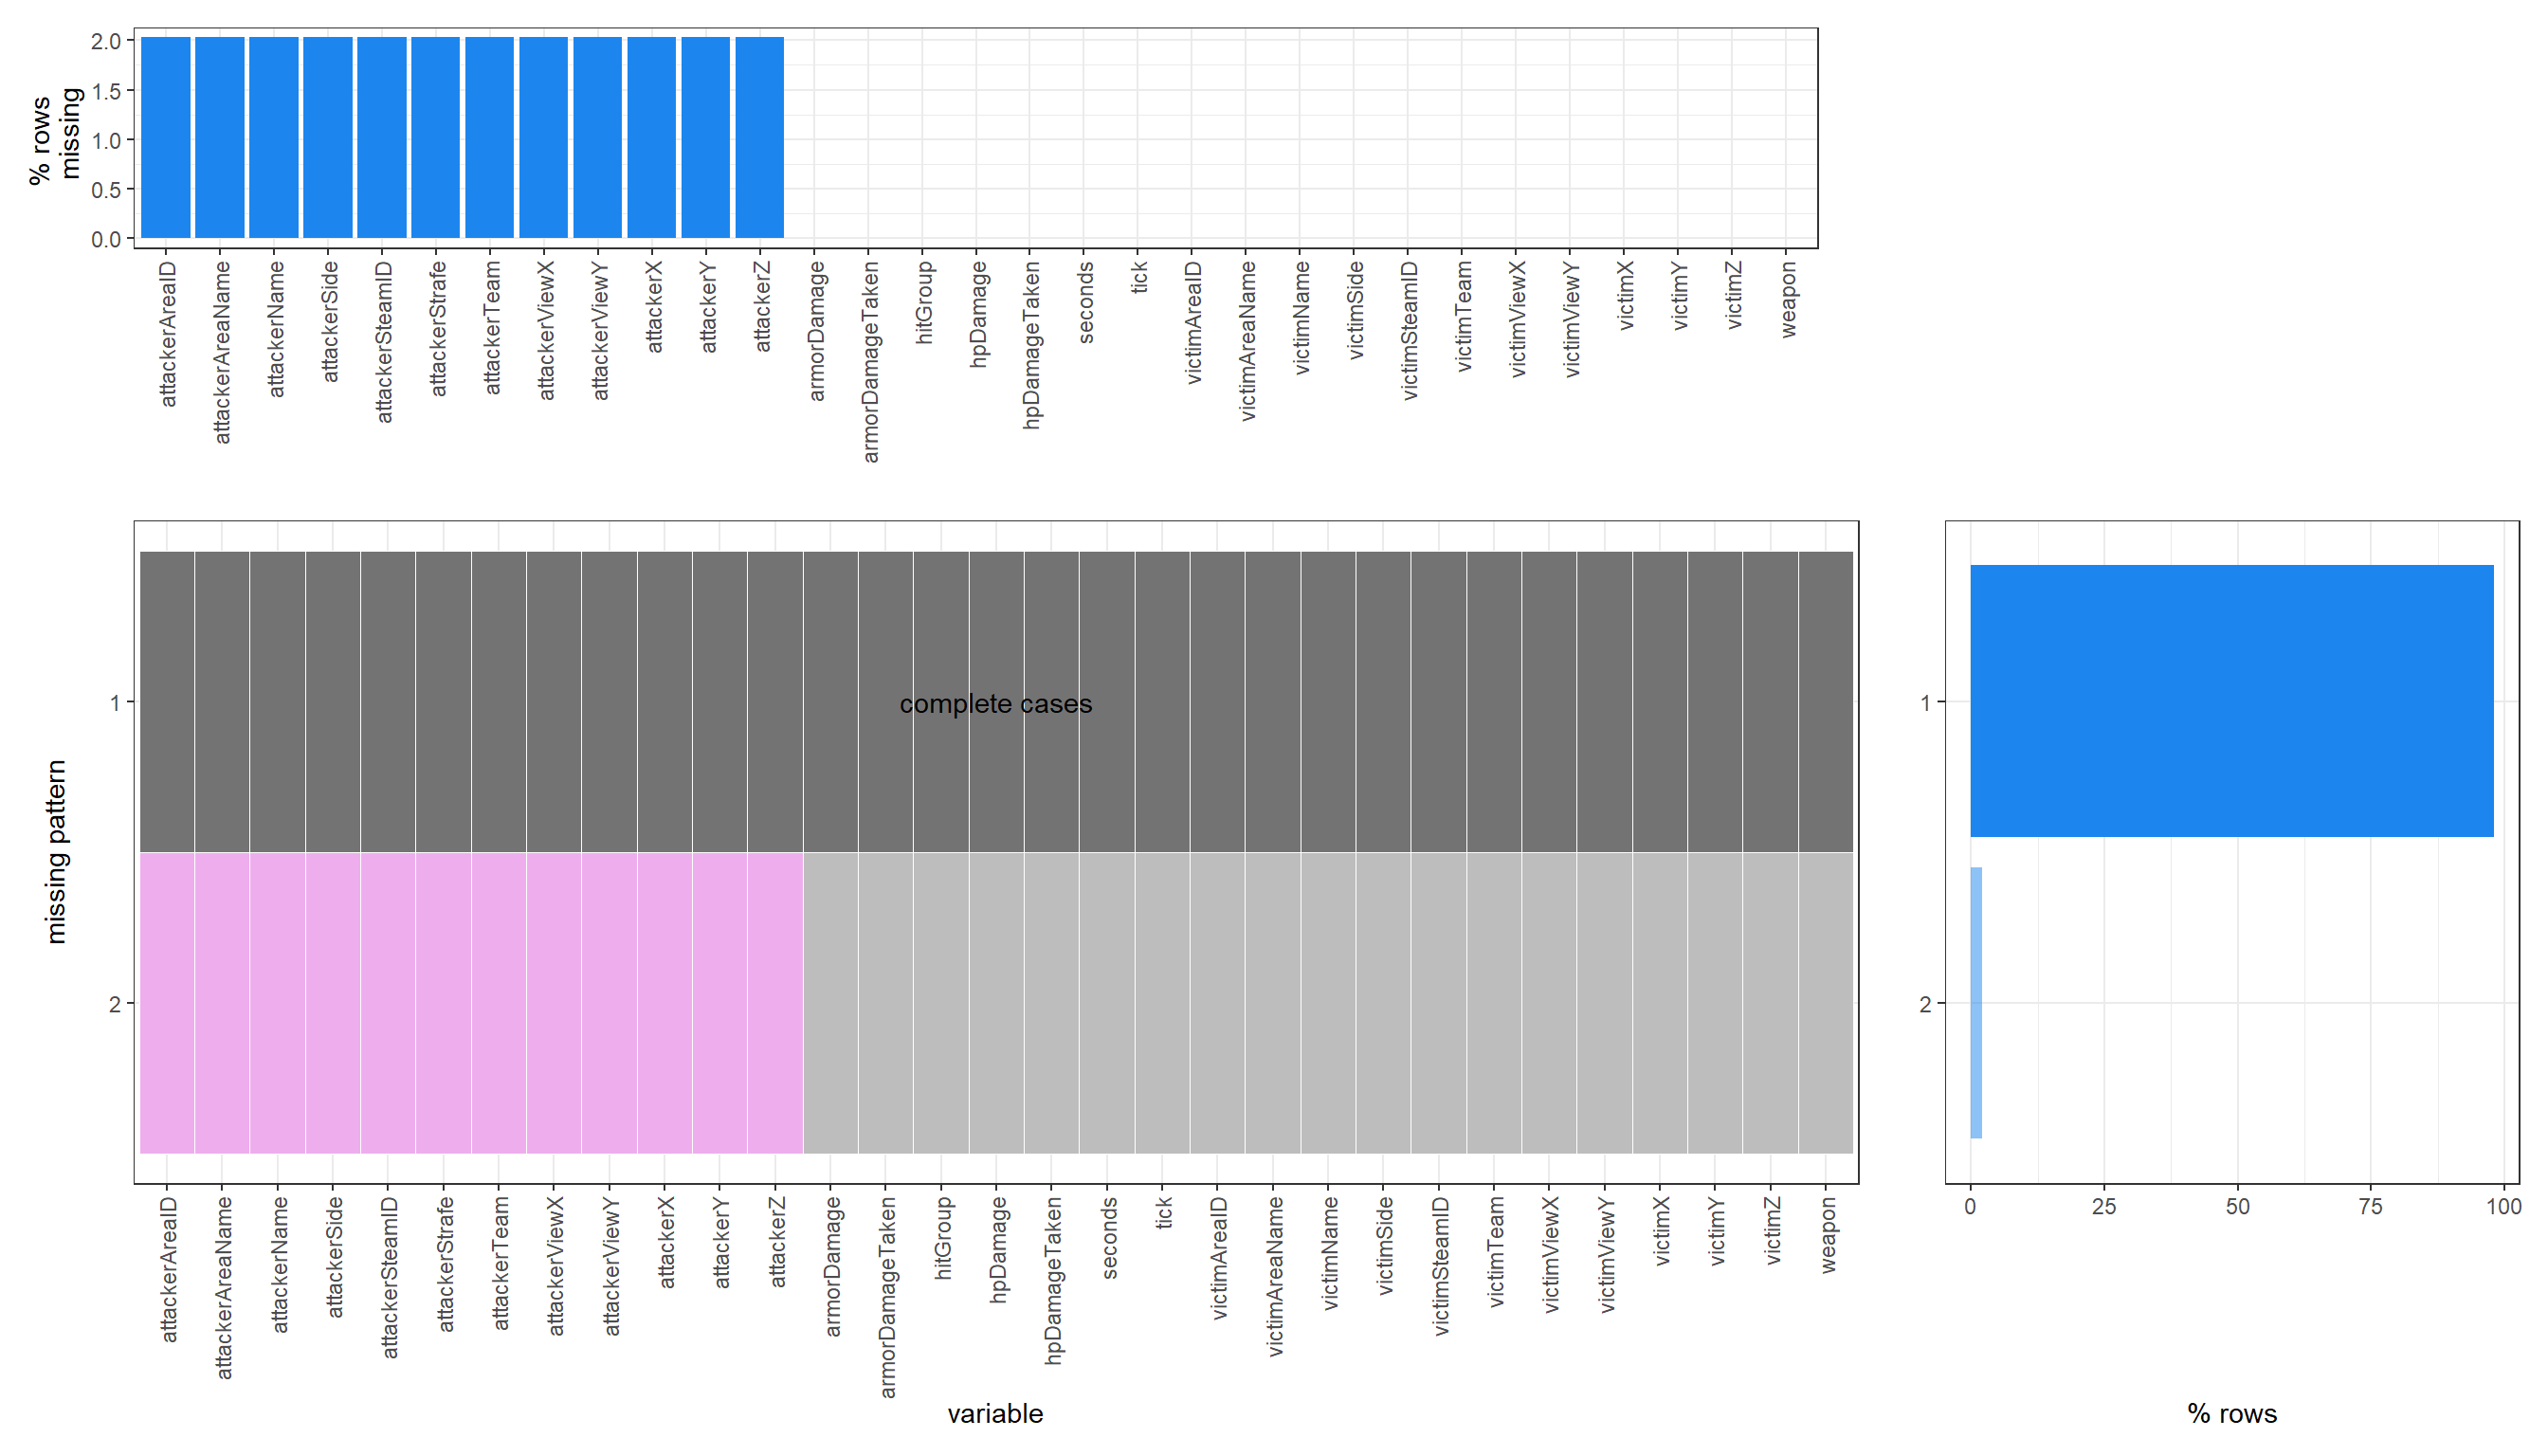 % rows
missing
2.0
1.5
1.0
0.5
0.0
attackerAreaID
attackerAreaName
attackerName
attackerSide
attackerSteamID
attackerStrafe
attackerTeam
attackerViewX
attackerViewY
attackerX
attackerY
attackerZ
armorDamage
armorDamageTaken
hitGroup
hpDamage
hpDamageTaken
seconds
tick
victimAreaID
victimAreaName
victimName
victimSide
victimSteamID
victimTeam
victimViewX
victimViewY
victimX
victimY
victimZ
weapon
missing pattern
1
2
complete cases
attackerAreaID
attackerAreaName
attackerName
attackerSide
attackerSteamID
attackerStrafe
attackerTeam
attackerViewX
attackerViewY
attackerX
attackerY
attackerZ
armorDamage
armorDamageTaken
hitGroup
hpDamage
hpDamageTaken
seconds
tick
victimAreaID
victimAreaName
victimName
victimSide
victimSteamID
victimTeam
victimViewX
victimViewY
victimX
victimY
victimZ
weapon
variable
1
2
0 25 50 75 100
% rows